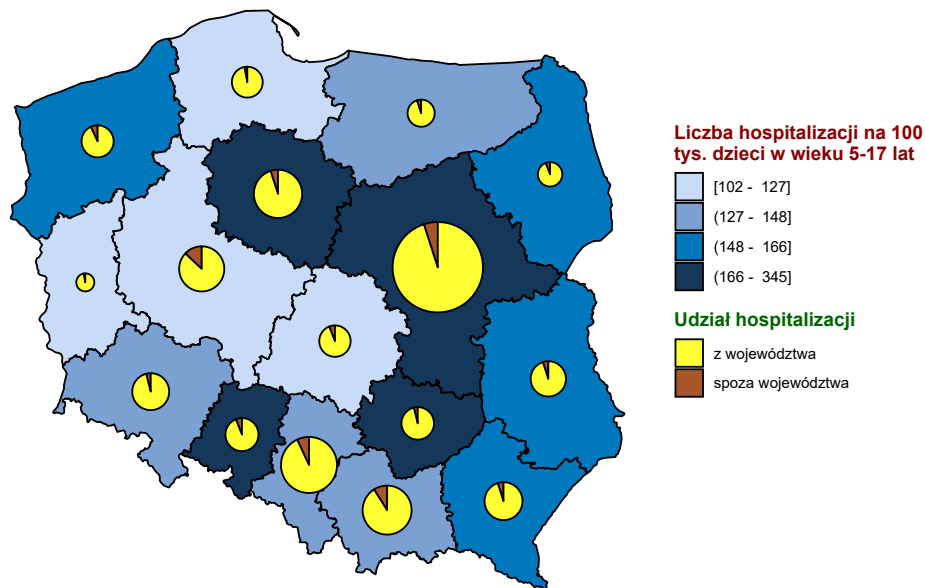 Liczba hospitalizacji na 100
tys. dzieci w wieku 5-17 lat
[102 - 127]
(127 - 148]
(148 - 166]
(166 - 345]
Udział hospitalizacji
z województwa
spoza województwa